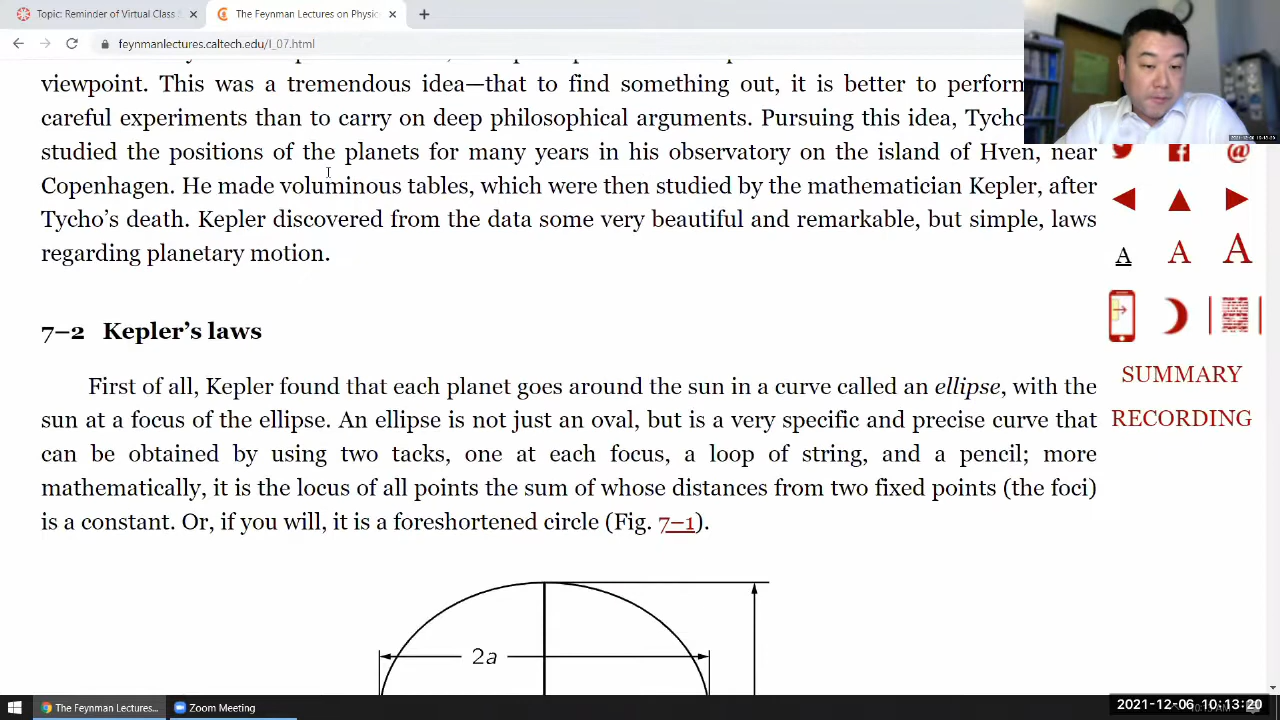 Topic: Reminder of Virtual Class
The Feynman Lectures on Physic
feynmanlectures.caltech.edu/I_07.html
viewpoint. This was a tremendous idea—that to find something out, it is better to perform
careful experiments than to carry on deep philosophical arguments. Pursuing this idea, Tycho
studied the positions of the planets for many years in his observatory on the island of Hven, near
Copenhagen. He made voluminous tables, which were then studied by the mathematician Kepler, after
Tycho’s death. Kepler discovered from the data some very beautiful and remarkable, but simple, laws
regarding planetary motion.
A A A
7–2 Kepler’s laws
First of all, Kepler found that each planet goes around the sun in a curve called an ellipse, with the
sun at a focus of the ellipse. An ellipse is not just an oval, but is a very specific and precise curve that
can be obtained by using two tacks, one at each focus, a loop of string, and a pencil; more
mathematically, it is the locus of all points the sum of whose distances from two fixed points (the foci)
is a constant. Or, if you will, it is a foreshortened circle (Fig. 7–1).
SUMMARY
RECORDING
2a
The Feynman Lectures...
Zoom Meeting
2021-12-06 10:13:20